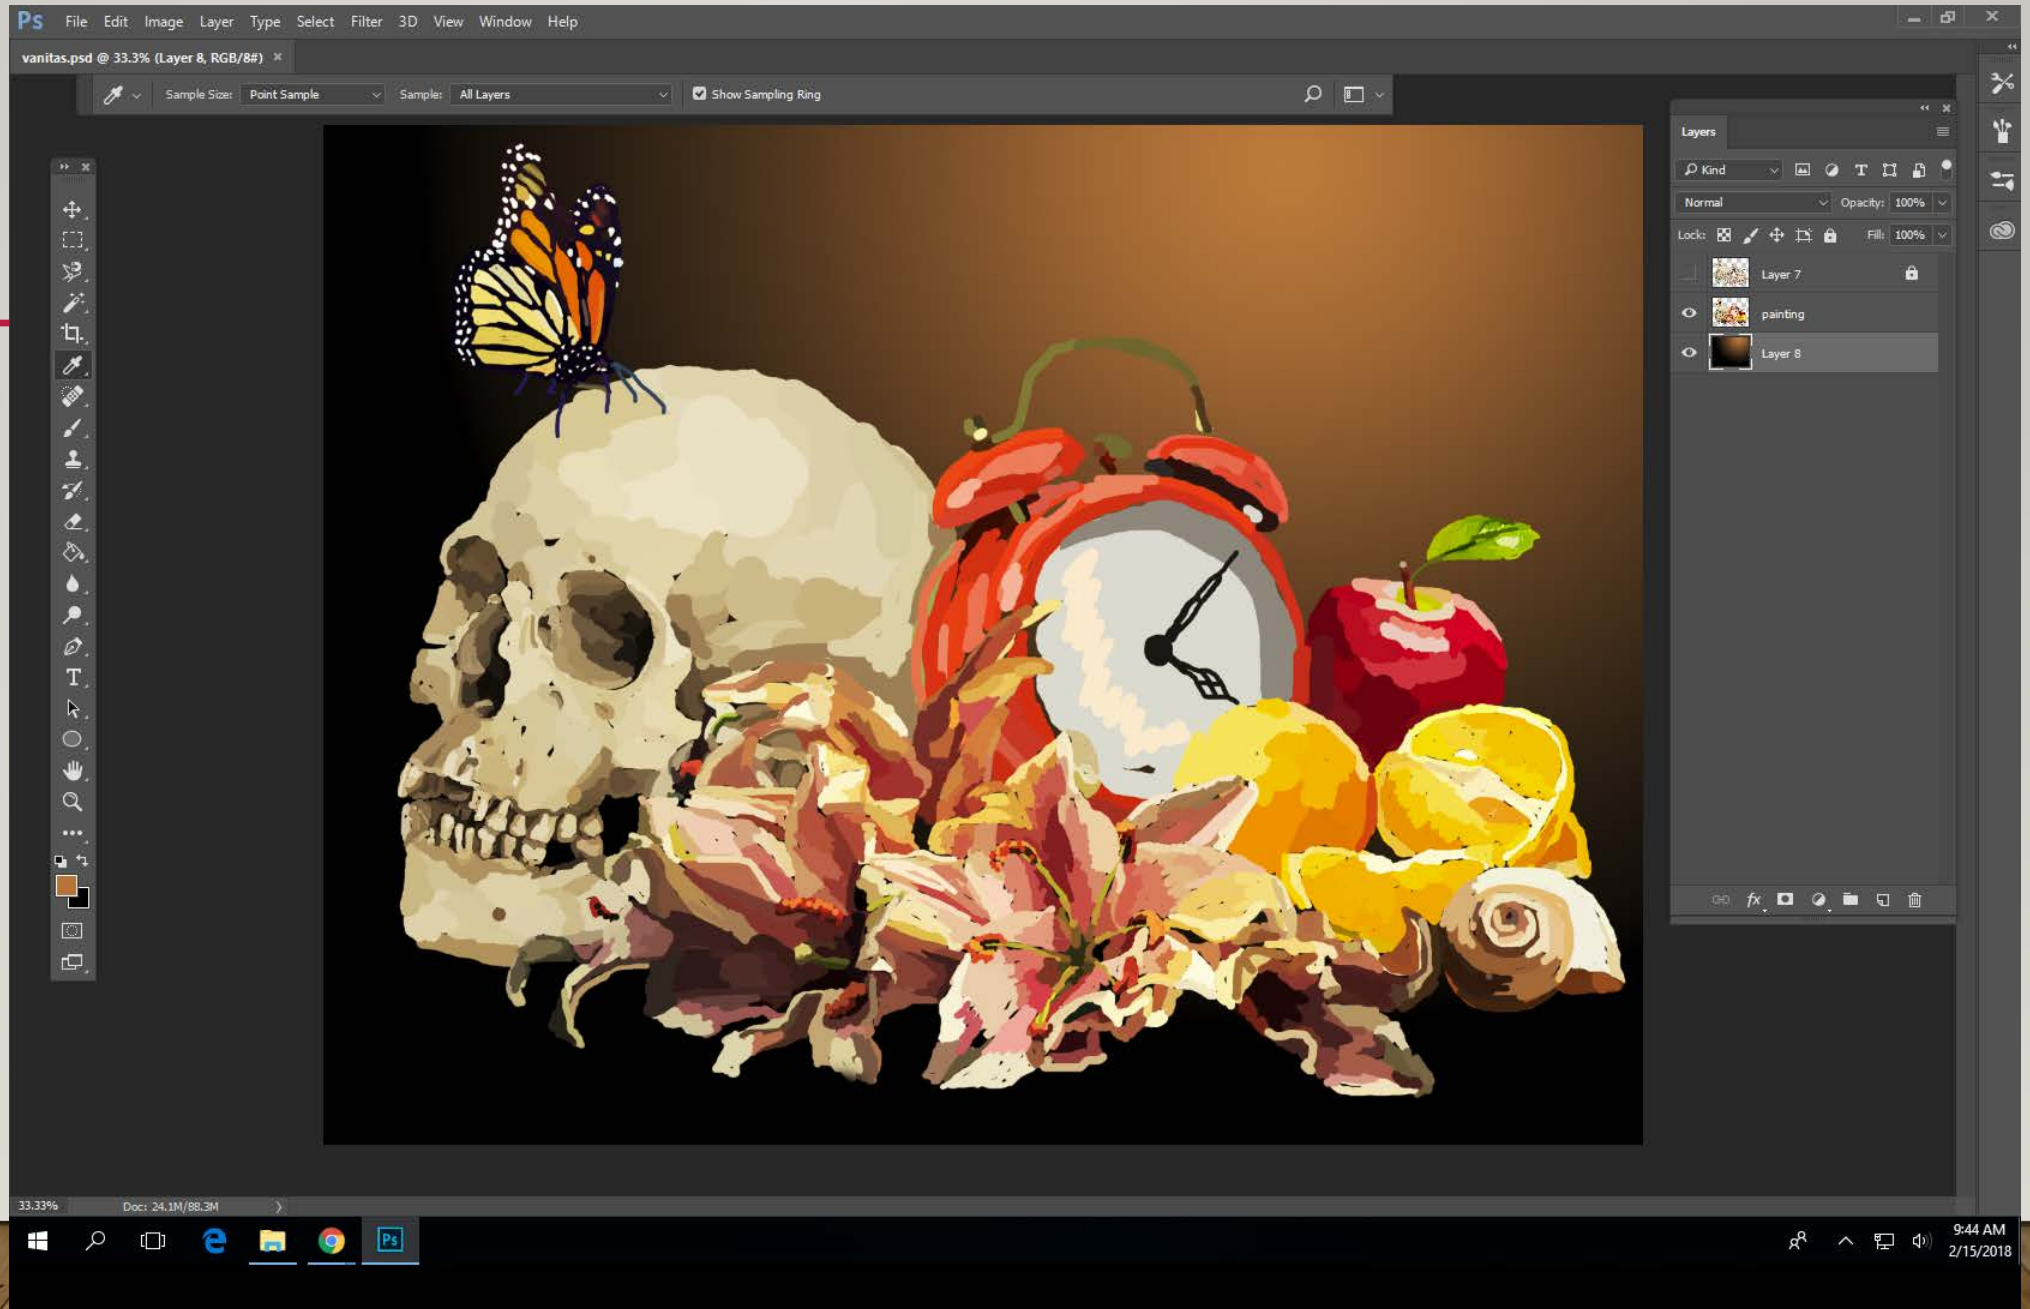 Ps File Edit Image Layer Type Select Filter 3D View Window Help
vanitas.psd @ 33.3% (Layer 8, RGB/8#) ×
Sample Size: Point Sample Sample: All Layers Show Sampling Ring
Layers
Kind
Normal Opacity: 100%
Lock: Fill: 100%
Layer 7
painting
Layer 8
T
fx
33.33% Doc: 24.1M/88.3M
Ps
9:44 AM
2/15/2018